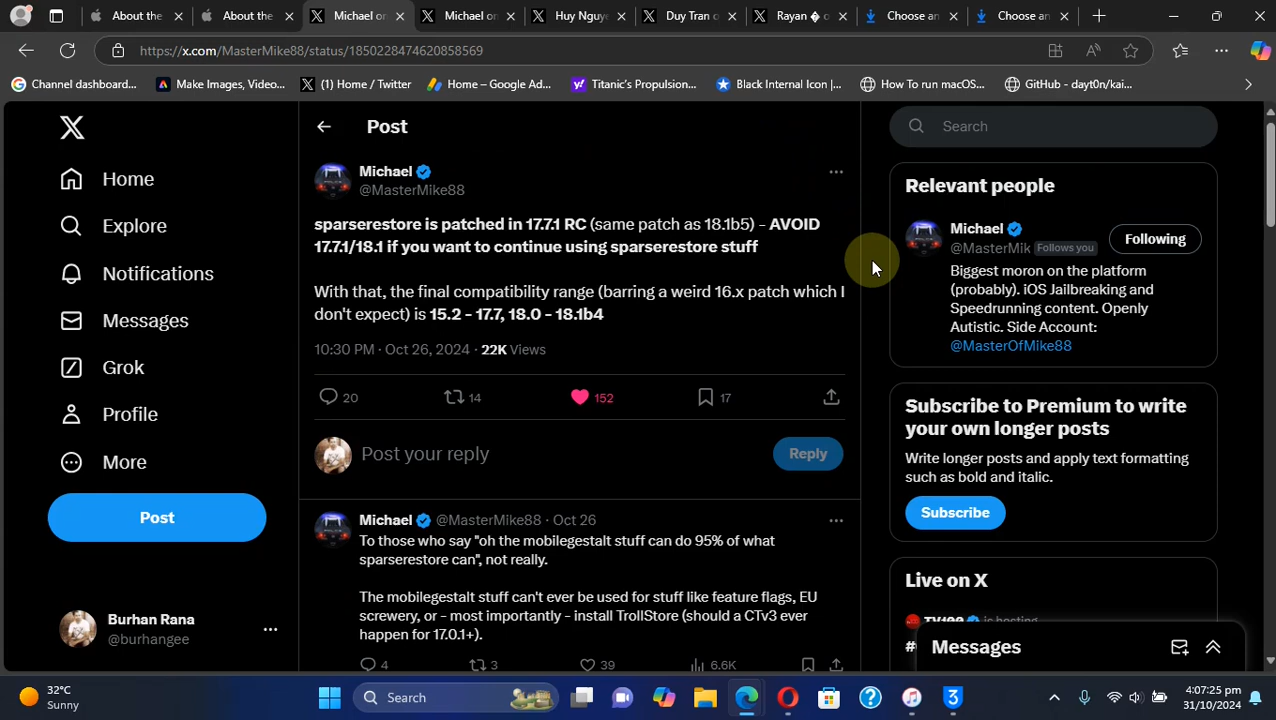 About the
About the
Michael on
Michael on
Huy Nguye
Duy Tran o
Rayan � o
Choose an
Choose an
https://x.com/MasterMike88/status/1850228474620858569
Channel dashboard...
Make Images, Video...
(1) Home / Twitter
Home – Google Ad...
Titanic's Propulsion...
Black Internal Icon |...
How To run macOS...
GitHub - dayt0n/kai...
Home
Explore
Notifications
Messages
Grok
Profile
More
Post
Burhan Rana
@burhangee
Post
Michael
@MasterMike88
sparserestore is patched in 17.7.1 RC (same patch as 18.1b5) - AVOID
17.7.1/18.1 if you want to continue using sparserestore stuff
With that, the final compatibility range (barring a weird 16.x patch which I
don't expect) is 15.2 - 17.7, 18.0 - 18.1b4
10:30 PM · Oct 26, 2024 · 22K Views
20
14
152
17
Post your reply
Reply
Michael @MasterMike88 · Oct 26
To those who say "oh the mobilegestalt stuff can do 95% of what
sparserestore can", not really.
The mobilegestalt stuff can't ever be used for stuff like feature flags, EU
screwery, or - most importantly - install TrollStore (should a CTv3 ever
happen for 17.0.1+).
4
3
39
6.6K
Search
Relevant people
Michael
@MasterMik Follows you
Following
Biggest moron on the platform
(probably). iOS Jailbreaking and
Speedrunning content. Openly
Autistic. Side Account:
@MasterOfMike88
Subscribe to Premium to write
your own longer posts
Write longer posts and apply text formatting
such as bold and italic.
Subscribe
Live on X
is hosting
#
Messages
32°C
Sunny
Search
4:07:25 pm
31/10/2024